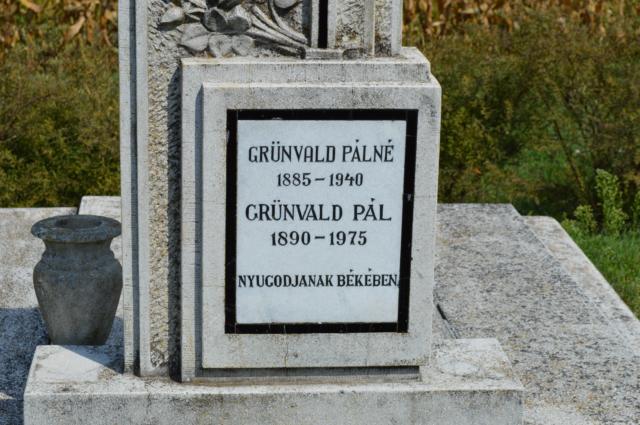 GRÜNVALD PÁLNÉ
1885-1940
GRÜNVALD PÁL
1890-1975
NYUGODJANAK BÉKÉBEN